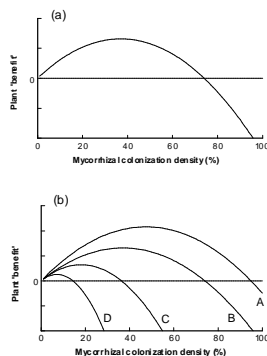 (a)
Plant 'benefit'
0
0 20 40 60 80 100
Mycorrhizal colonization density (%)
(b)
Plant 'benefit'
0
A
D C B
0 20 40 60 80 100
Mycorrhizal colonization density (%)